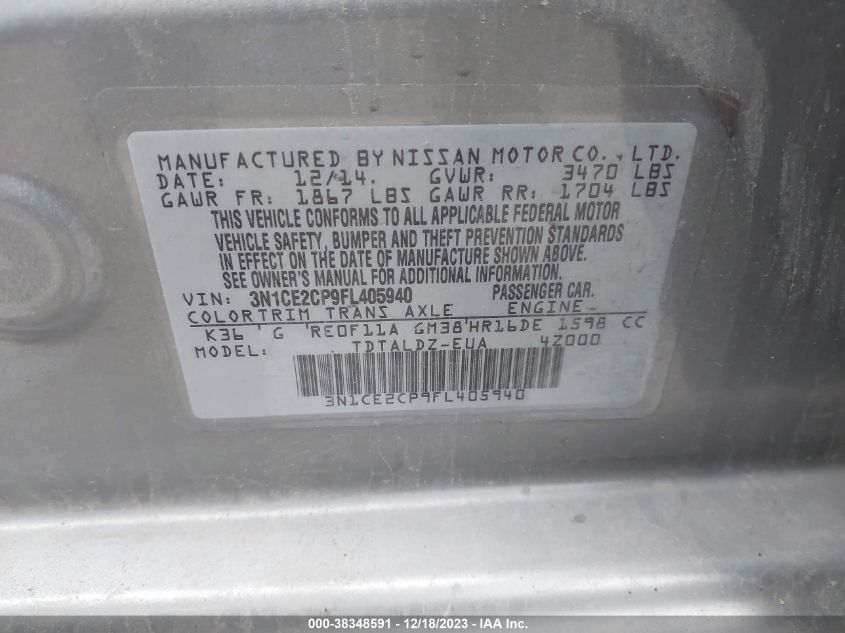 MANUFACTURED BY NISSAN MOTOR CO., LTD.
DATE: 12/14. GVWR: 3470 LBS
GAWR FR: 1867 LBS GAWR RR: 1704 LBS
THIS VEHICLE CONFORMS TO ALL APPLICABLE FEDERAL MOTOR
VEHICLE SAFETY, BUMPER AND THEFT PREVENTION STANDARDS
IN EFFECT ON THE DATE OF MANUFACTURE SHOWN ABOVE.
SEE OWNER'S MANUAL FOR ADDITIONAL INFORMATION.
VIN: 3N1CE2CP9FL405940 PASSENGER CAR.
COLOR TRIM TRANS AXLE ENGINE
K36 G RE0F11A GM38 HR16DE 1598 CC
MODEL: TDTALDZ-EUA 4Z000
3N1CE2CP9FL405940
000-38348591 - 12/18/2023 - IAA Inc.